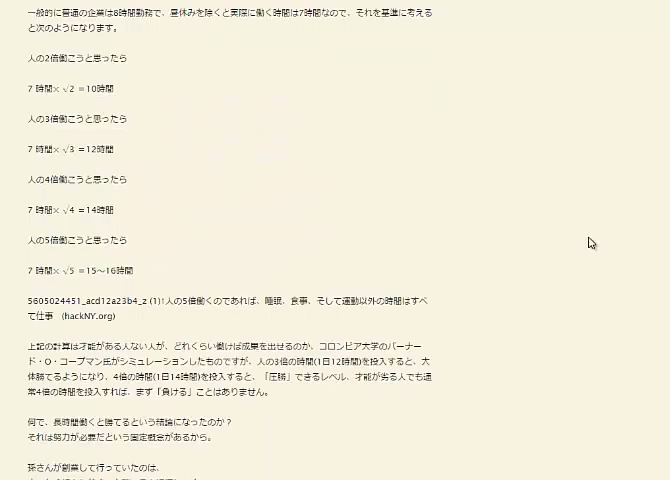 一般的に普通の企業は8時間勤務で、昼休みを除くと実際に働く時間は7時間なので、それを基準に考える
と次のようになります。
人の2倍働こうと思ったら
7 時間× √2 ＝10時間
人の3倍働こうと思ったら
7 時間× √3 ＝12時間
人の4倍働こうと思ったら
7 時間× √4 ＝14時間
人の5倍働こうと思ったら
7 時間× √5 ＝15〜16時間
5605024451_acd12a23b4_z (1)↑人の5倍働くのであれば、睡眠、食事、そして運動以外の時間はすべ
て仕事　(hackNY.org)
上記の計算は才能がある人ない人が、どれくらい働けば成果を出せるのか、コロンビア大学のバーナー
ド・O・コープマン氏がシミュレーションしたものですが、人の3倍の時間(1日12時間)を投入すると、大
体勝てるようになり、4倍の時間(1日14時間)を投入すると、「圧勝」できるレベル、才能が劣る人でも通
常4倍の時間を投入すれば、まず「負ける」ことはありません。
何で、長時間働くと勝てるという結論になったのか？
それは努力が必要だという固定概念があるから。
孫さんが創業して行っていたのは、